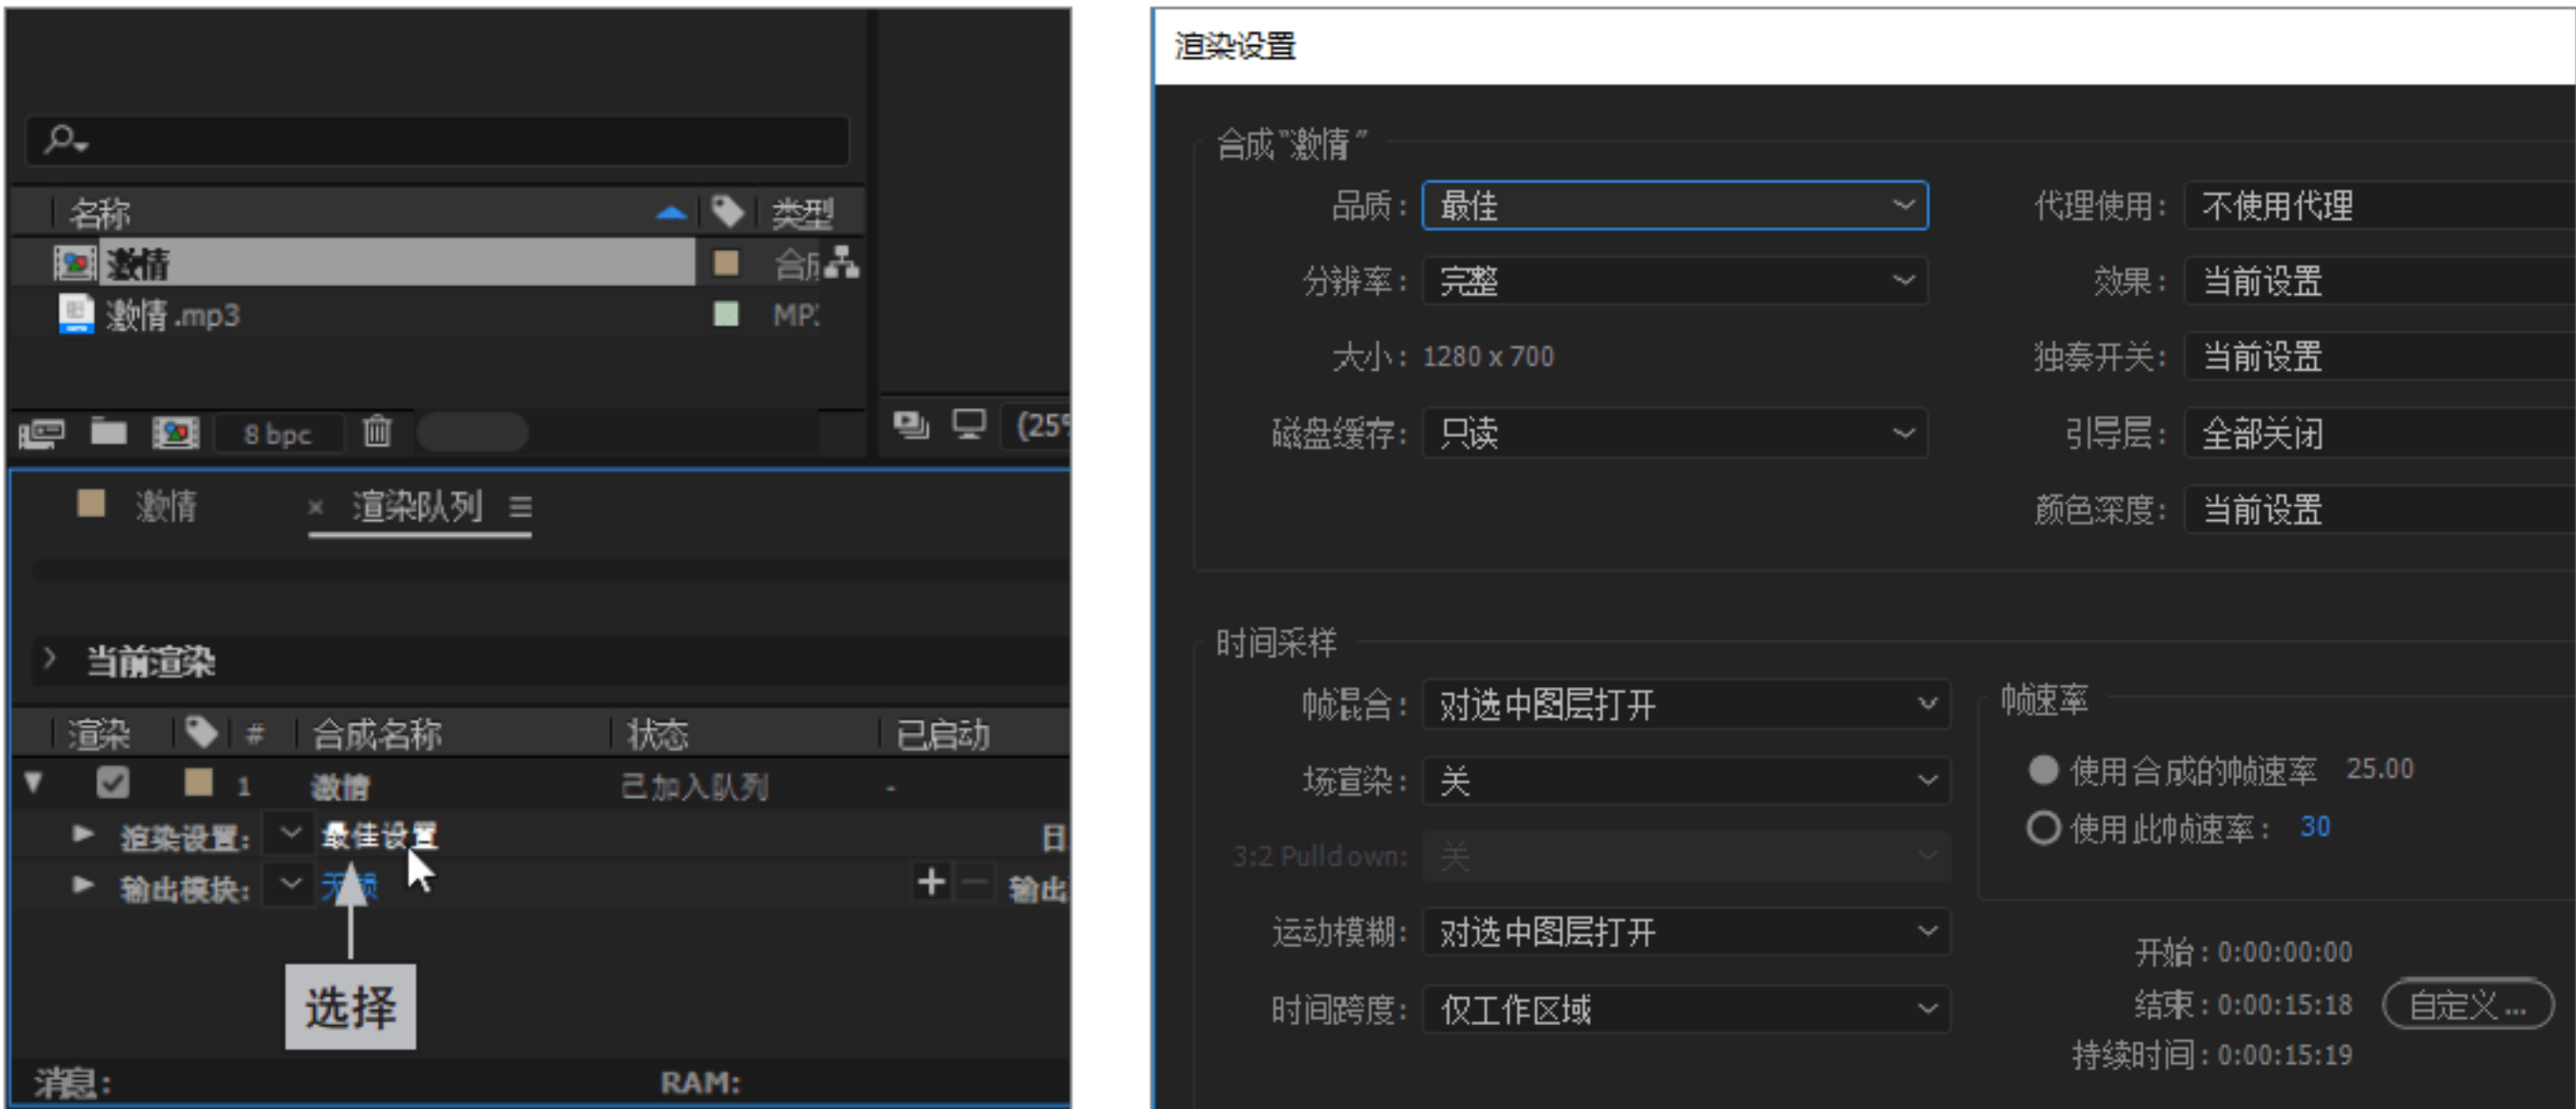 名称 类型
激情 合成
激情.mp3 MP3
8 bpc (25%
激情 × 渲染队列
当前渲染
渲染 # 合成名称 状态 已启动
1 激情 已加入队列 -
渲染设置: 最佳设置 日
输出模块: 无损 + 输出
选择
消息: RAM:
渲染设置
合成"激情"
品质: 最佳 代理使用: 不使用代理
分辨率: 完整 效果: 当前设置
大小: 1280 x 700 独奏开关: 当前设置
磁盘缓存: 只读 引导层: 全部关闭
颜色深度: 当前设置
时间采样
帧混合: 对选中图层打开 帧速率
场渲染: 关 使用合成的帧速率 25.00
使用此帧速率: 30
3:2 Pulldown: 关
运动模糊: 对选中图层打开 开始: 0:00:00:00
时间跨度: 仅工作区域 结束: 0:00:15:18 自定义...
持续时间: 0:00:15:19